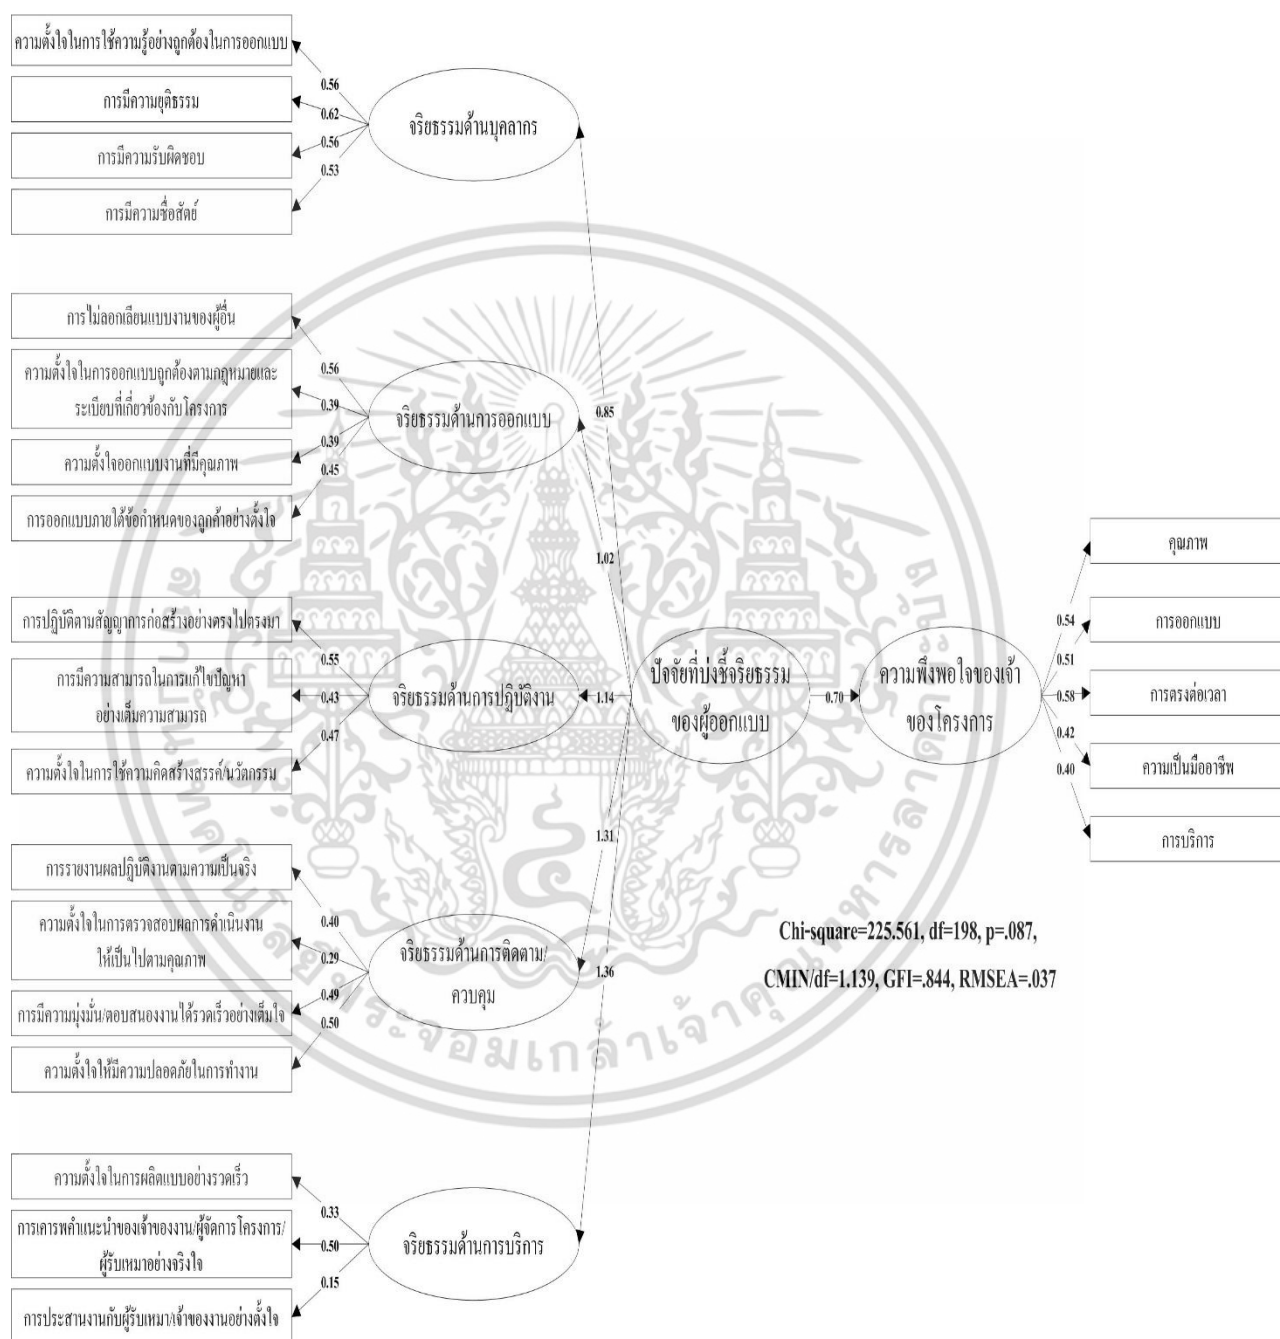 ความตั้งใจในการใช้ความรู้อย่างถูกต้องในการออกแบบ
การมีความยุติธรรม
การมีความรับผิดชอบ
การมีความซื่อสัตย์
0.56
0.62
0.56
0.53
จริยธรรมด้านบุคลากร
การไม่ลอกเลียนแบบงานของผู้อื่น
ความตั้งใจในการออกแบบถูกต้องตามกฎหมายและ
ระเบียบที่เกี่ยวข้องกับโครงการ
ความตั้งใจออกแบบงานที่มีคุณภาพ
การออกแบบภายใต้ข้อกำหนดของลูกค้าอย่างตั้งใจ
0.56
0.39
0.39
0.45
จริยธรรมด้านการออกแบบ
การปฏิบัติตามสัญญาการก่อสร้างอย่างตรงไปตรงมา
การมีความสามารถในการแก้ไขปัญหา
อย่างเต็มความสามารถ
ความตั้งใจในการใช้ความคิดสร้างสรรค์/นวัตกรรม
0.55
0.43
0.47
จริยธรรมด้านการปฏิบัติงาน
การรายงานผลปฏิบัติงานตามความเป็นจริง
ความตั้งใจในการตรวจสอบผลการดำเนินงาน
ให้เป็นไปตามคุณภาพ
การมีความมุ่งมั่น/ตอบสนองงานได้รวดเร็วอย่างเต็มใจ
ความตั้งใจให้มีความปลอดภัยในการทำงาน
0.40
0.29
0.49
0.50
จริยธรรมด้านการติดตาม/
ควบคุม
ความตั้งใจในการผลิตแบบอย่างรวดเร็ว
การเคารพคำแนะนำของเจ้าของงาน/ผู้จัดการโครงการ/
ผู้รับเหมาอย่างจริงใจ
การประสานงานกับผู้รับเหมา/เจ้าของงานอย่างตั้งใจ
0.33
0.50
0.15
จริยธรรมด้านการบริการ
0.85
1.02
1.14
1.31
1.36
ปัจจัยที่บ่งชี้จริยธรรม
ของผู้ออกแบบ
0.70
ความพึงพอใจของเจ้า
ของโครงการ
0.54
0.51
0.58
0.42
0.40
คุณภาพ
การออกแบบ
การตรงต่อเวลา
ความเป็นมืออาชีพ
การบริการ
Chi-square=225.561, df=198, p=.087,
CMIN/df=1.139, GFI=.844, RMSEA=.037
สถาบันเทคโนโลยีพระจอมเกล้าเจ้าคุณทหารลาดกระบัง